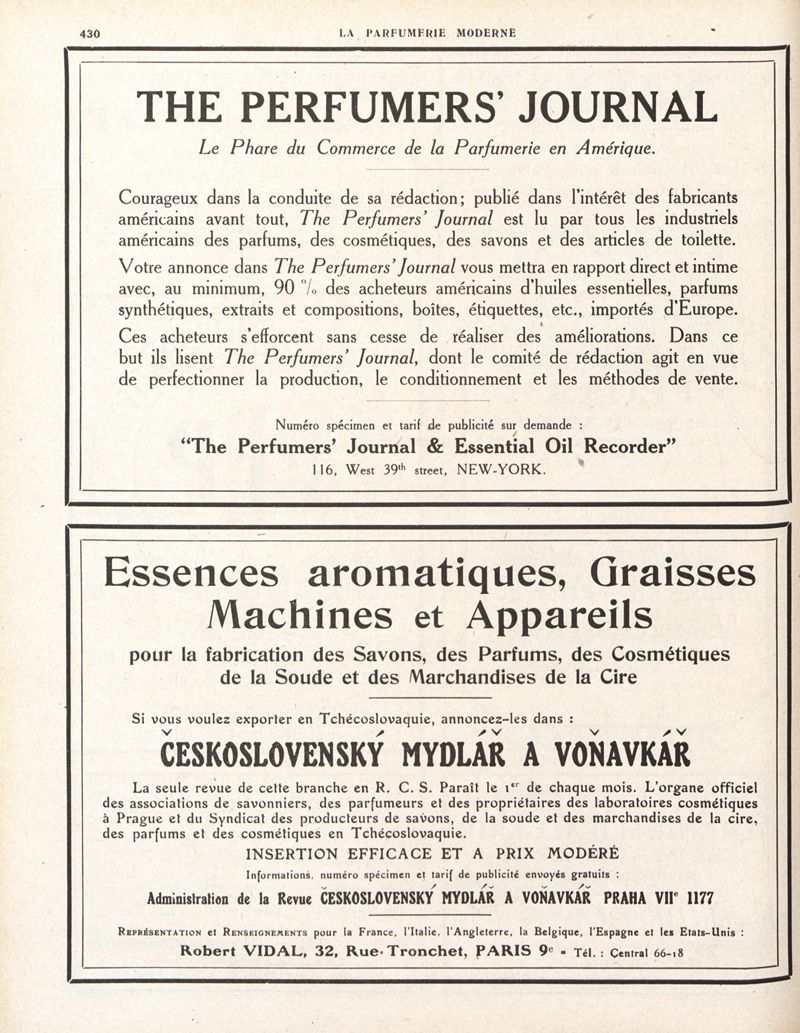 430
LA PARFUMERIE MODERNE
THE PERFUMERS' JOURNAL
Le Phare du Commerce de la Parfumerie en Amérique.
Courageux dans la conduite de sa rédaction; publié dans l'intérêt des fabricants
américains avant tout, The Perfumers' Journal est lu par tous les industriels
américains des parfums, des cosmétiques, des savons et des articles de toilette.
Votre annonce dans The Perfumers' Journal vous mettra en rapport direct et intime
avec, au minimum, 90 % des acheteurs américains d'huiles essentielles, parfums
synthétiques, extraits et compositions, boîtes, étiquettes, etc., importés d'Europe.
Ces acheteurs s'efforcent sans cesse de réaliser des améliorations. Dans ce
but ils lisent The Perfumers' Journal, dont le comité de rédaction agit en vue
de perfectionner la production, le conditionnement et les méthodes de vente.
Numéro spécimen et tarif de publicité sur demande :
“The Perfumers' Journal & Essential Oil Recorder”
116, West 39th street, NEW-YORK.
Essences aromatiques, Graisses
Machines et Appareils
pour la fabrication des Savons, des Parfums, des Cosmétiques
de la Soude et des Marchandises de la Cire
Si vous voulez exporter en Tchécoslovaquie, annoncez-les dans :
ČESKOSLOVENSKÝ MYDLÁŘ A VOŇAVKÁŘ
La seule revue de cette branche en R. C. S. Paraît le 1er de chaque mois. L'organe officiel
des associations de savonniers, des parfumeurs et des propriétaires des laboratoires cosmétiques
à Prague et du Syndicat des producteurs de savons, de la soude et des marchandises de la cire,
des parfums et des cosmétiques en Tchécoslovaquie.
INSERTION EFFICACE ET A PRIX MODÉRÉ
Informations, numéro spécimen et tarif de publicité envoyés gratuits :
Administration de la Revue ČESKOSLOVENSKÝ MYDLÁŘ A VOŇAVKÁŘ PRAHA VIIe 1177
REPRÉSENTATION et RENSEIGNEMENTS pour la France, l'Italie, l'Angleterre, la Belgique, l'Espagne et les Etats-Unis :
Robert VIDAL, 32, Rue Tronchet, PARIS 9e - Tél. : Central 66-18